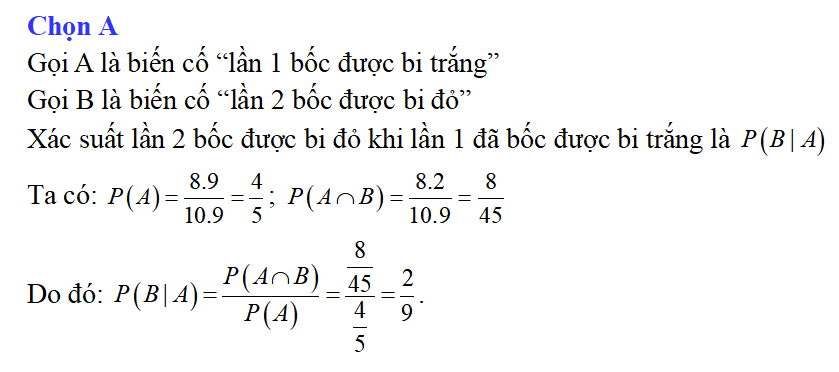 Chọn A
Gọi A là biến cố “lần 1 bốc được bi trắng”
Gọi B là biến cố “lần 2 bốc được bi đỏ”
Xác suất lần 2 bốc được bi đỏ khi lần 1 đã bốc được bi trắng là P(B | A)
Ta có: P(A) = \frac{8.9}{10.9} = \frac{4}{5}; P(A∩B) = \frac{8.2}{10.9} = \frac{8}{45}
Do đó: P(B | A) = \frac{P(A∩B)}{P(A)} = \frac{\frac{8}{45}}{\frac{4}{5}} = \frac{2}{9}.